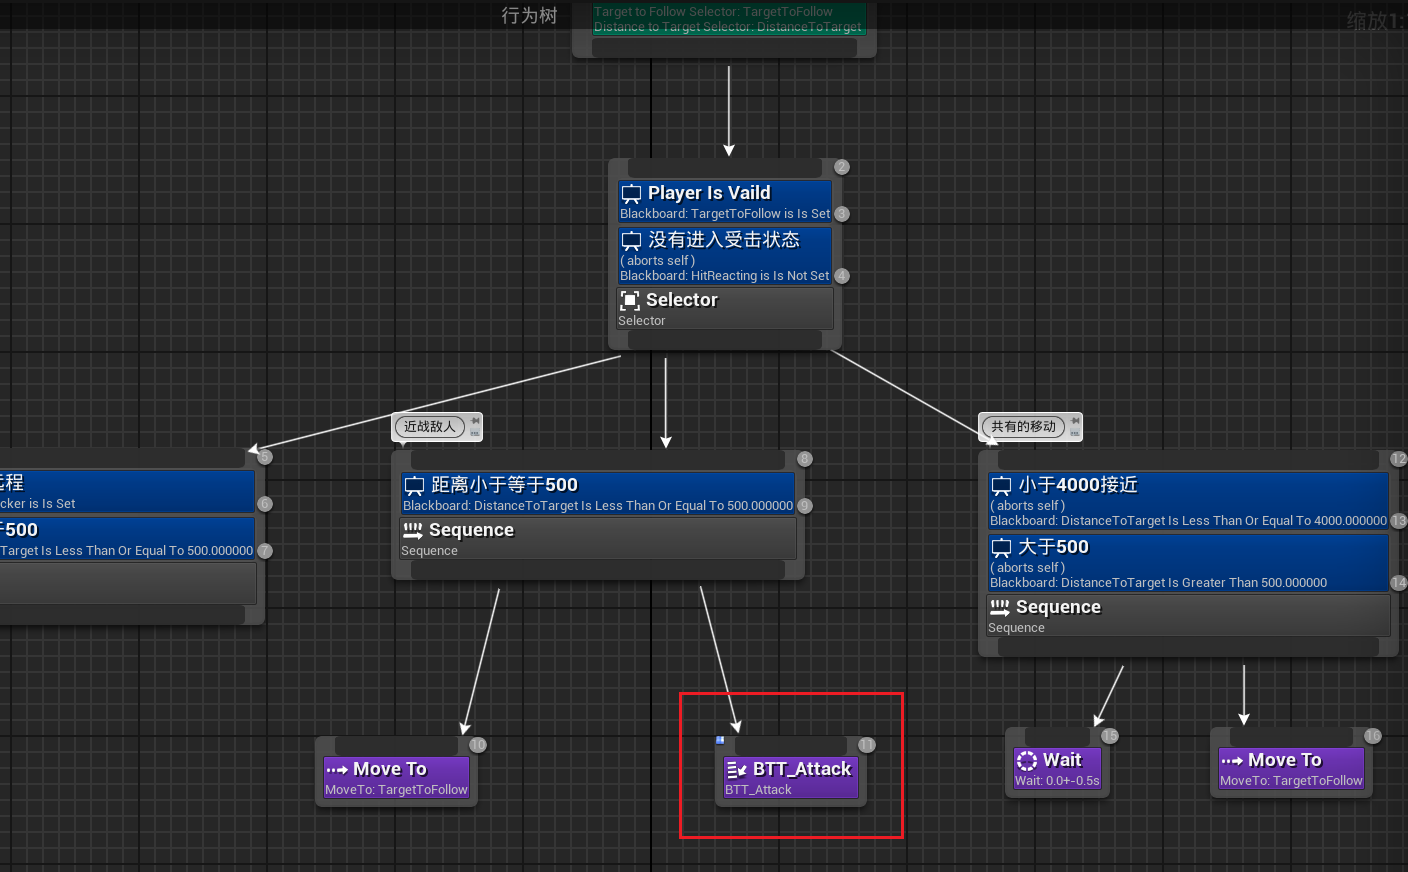 行为树
缩放1:
Target to Follow Selector: TargetToFollow
Distance to Target Selector: DistanceToTarget
2
Player Is Vaild
Blackboard: TargetToFollow is Is Set
3
没有进入受击状态
( aborts self )
Blackboard: HitReacting is Is Not Set
4
Selector
Selector
5
远程
cker is Is Set
6
500
Target Is Less Than Or Equal To 500.000000
7
近战敌人
8
距离小于等于500
Blackboard: DistanceToTarget Is Less Than Or Equal To 500.000000
9
Sequence
Sequence
共有的移动
12
小于4000接近
( aborts self )
Blackboard: DistanceToTarget Is Less Than Or Equal To 4000.000000
13
大于500
( aborts self )
Blackboard: DistanceToTarget Is Greater Than 500.000000
14
Sequence
Sequence
10
Move To
MoveTo: TargetToFollow
11
BTT_Attack
BTT_Attack
15
Wait
Wait: 0.0+-0.5s
16
Move To
MoveTo: TargetToFollow